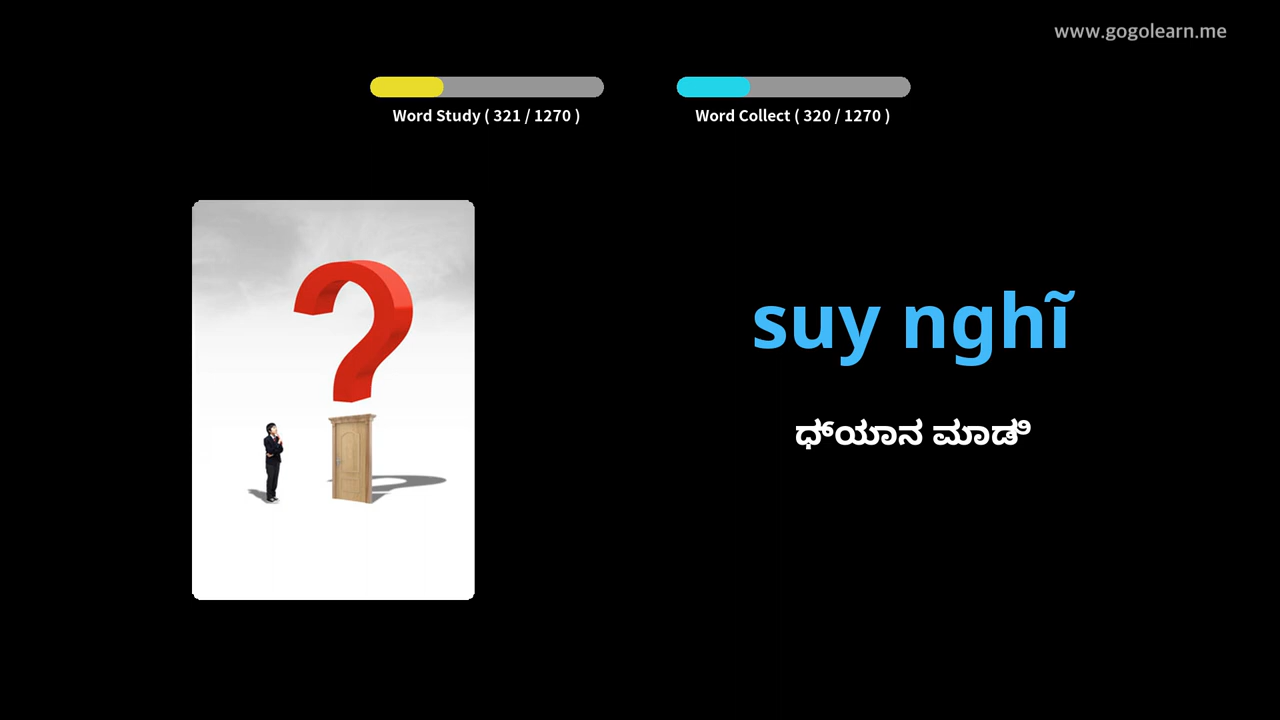 www.gogolearn.me
Word Study ( 321 / 1270 )
Word Collect ( 320 / 1270 )
suy nghĩ
ಧ್ಯಾನ ಮಾಡಿ